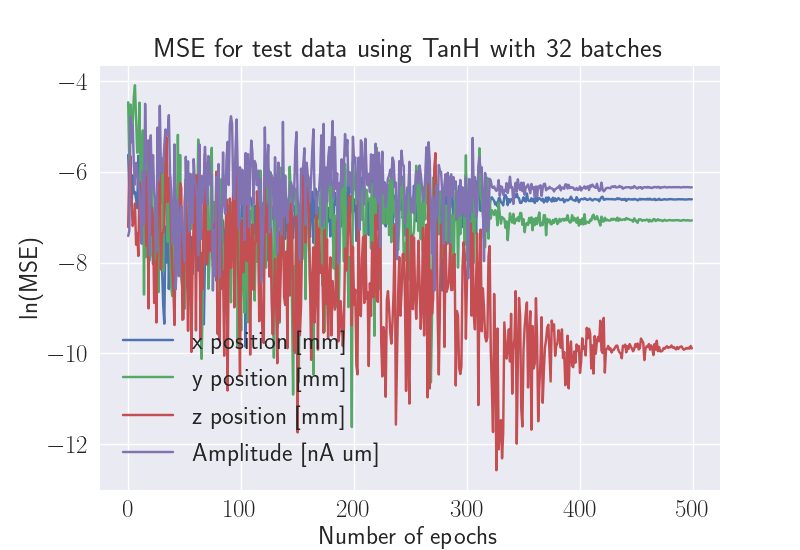 MSE for test data using TanH with 32 batches
ln(MSE)
−4
−6
−8
−10
−12
x position [mm]
y position [mm]
z position [mm]
Amplitude [nA um]
0 100 200 300 400 500
Number of epochs